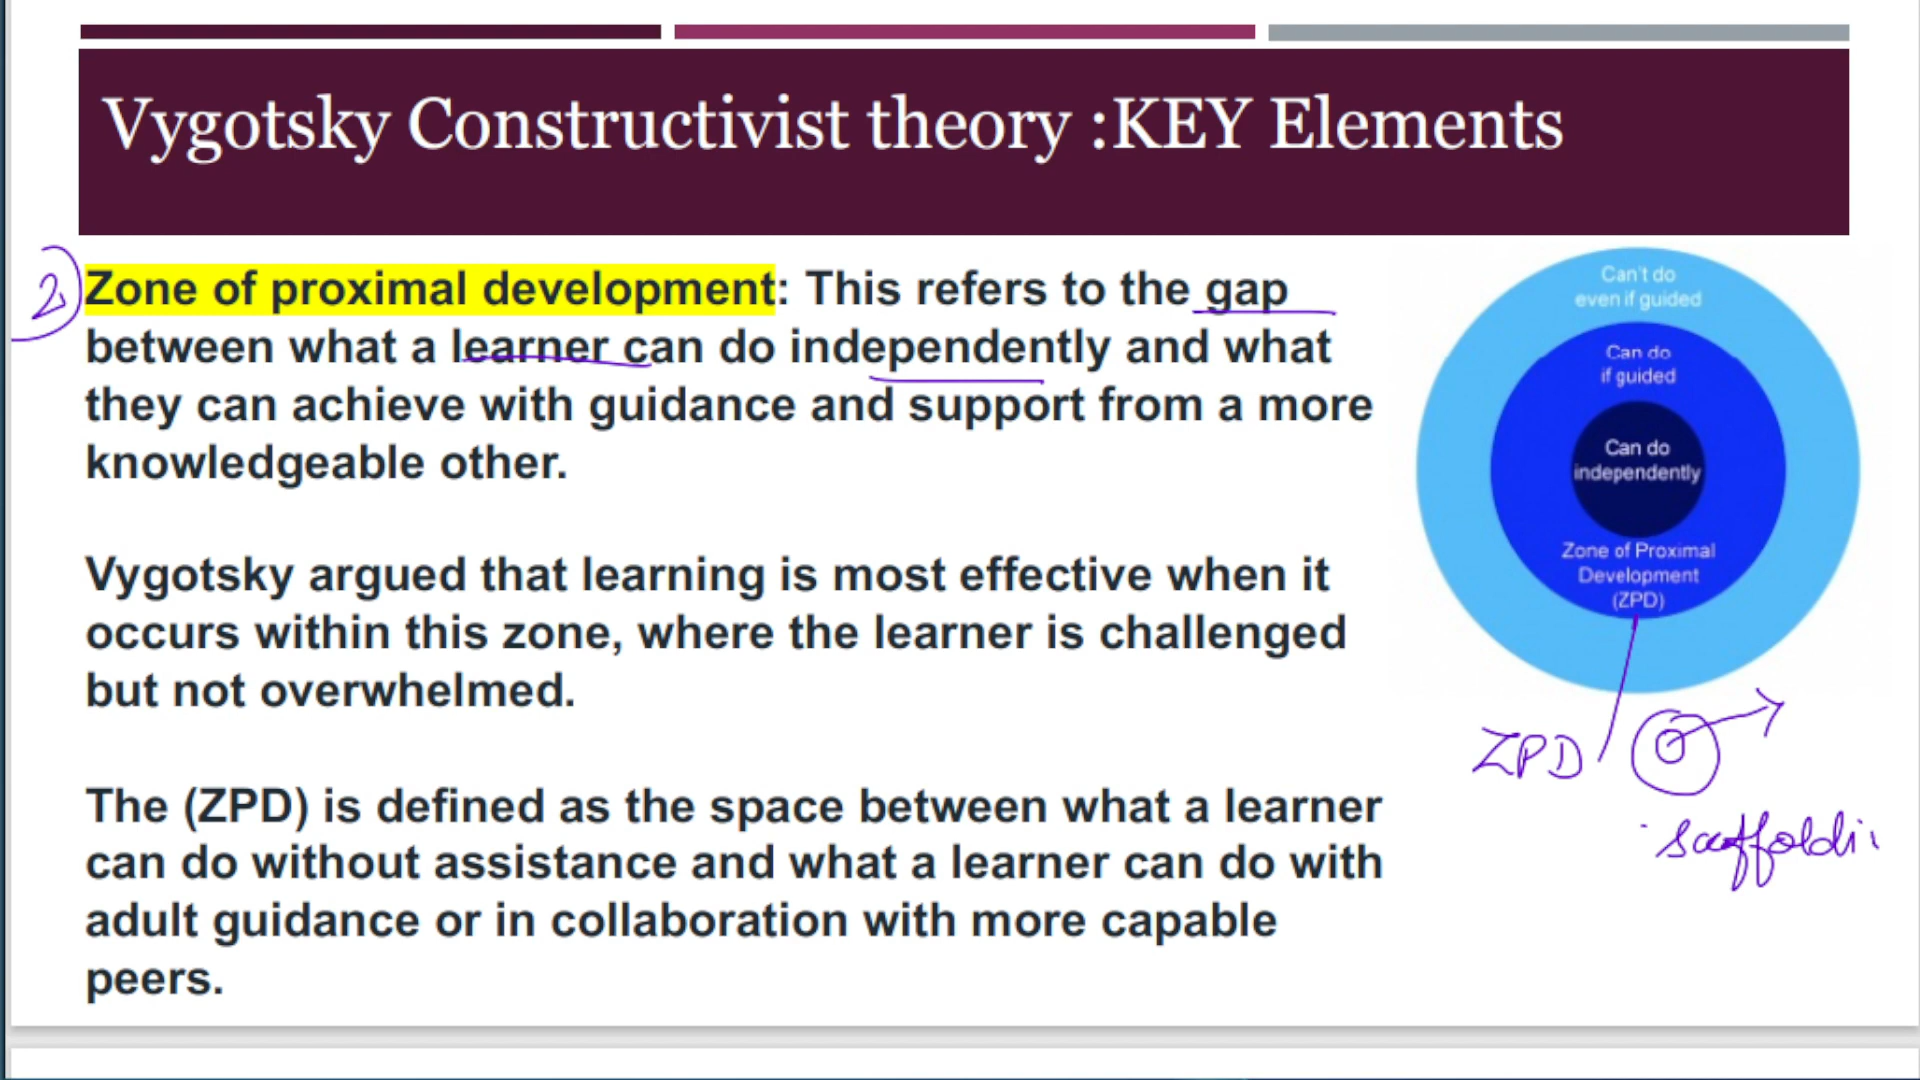 Vygotsky Constructivist theory :KEY Elements
2
Zone of proximal development: This refers to the gap
between what a learner can do independently and what
they can achieve with guidance and support from a more
knowledgeable other.
Vygotsky argued that learning is most effective when it
occurs within this zone, where the learner is challenged
but not overwhelmed.
The (ZPD) is defined as the space between what a learner
can do without assistance and what a learner can do with
adult guidance or in collaboration with more capable
peers.
Can't do
even if guided
Can do
if guided
Can do
independently
Zone of Proximal
Development
(ZPD)
ZPD